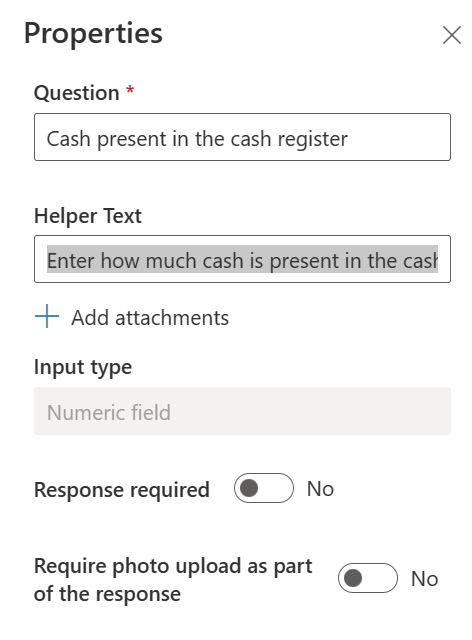 Properties
Question *
Cash present in the cash register
Helper Text
Enter how much cash is present in the cash
Add attachments
Input type
Numeric field
Response required No
Require photo upload as part
of the response No